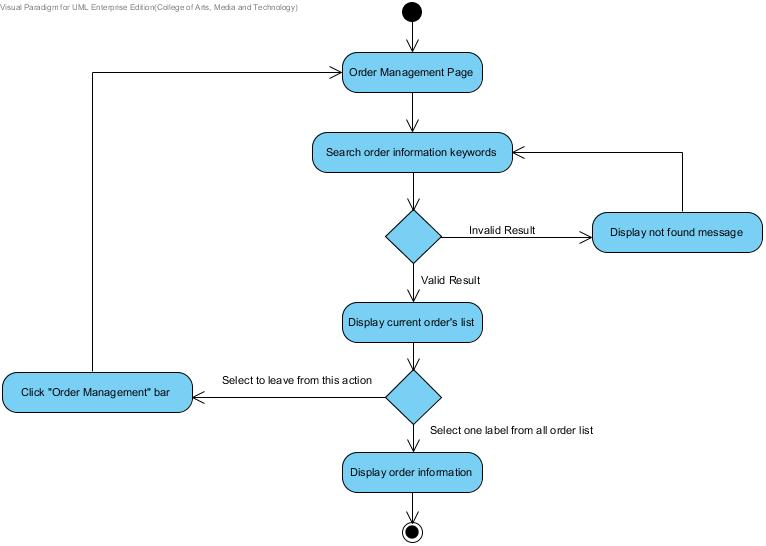 Visual Paradigm for UML Enterprise Edition(College of Arts, Media and Technology)
Order Management Page
Search order information keywords
Invalid Result
Display not found message
Valid Result
Display current order's list
Select to leave from this action
Click "Order Management" bar
Select one label from all order list
Display order information